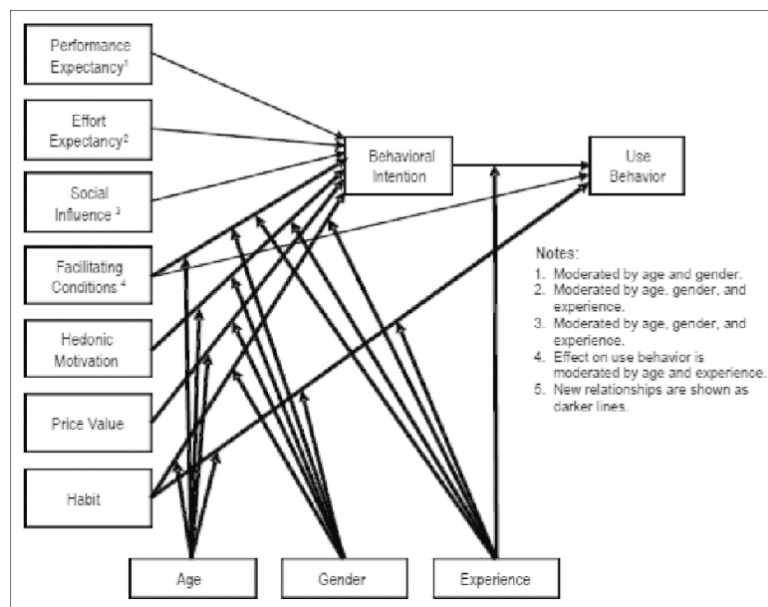 Performance
Expectancy1
Effort
Expectancy2
Social
Influence 3
Facilitating
Conditions 4
Hedonic
Motivation
Price Value
Habit
Behavioral
Intention
Use
Behavior
Notes:
1. Moderated by age and gender.
2. Moderated by age, gender, and
experience.
3. Moderated by age, gender, and
experience.
4. Effect on use behavior is
moderated by age and experience.
5. New relationships are shown as
darker lines.
Age
Gender
Experience